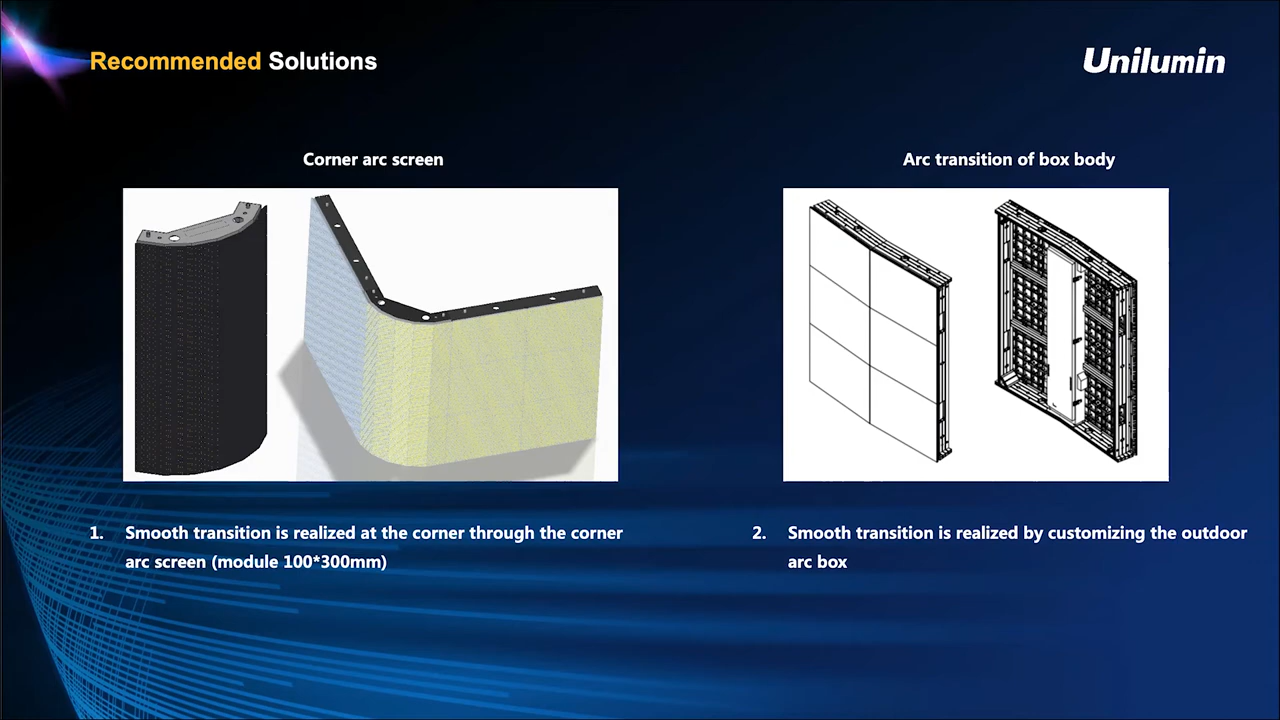 Recommended Solutions
Unilumin
Corner arc screen
1. Smooth transition is realized at the corner through the corner
arc screen (module 100*300mm)
Arc transition of box body
2. Smooth transition is realized by customizing the outdoor
arc box